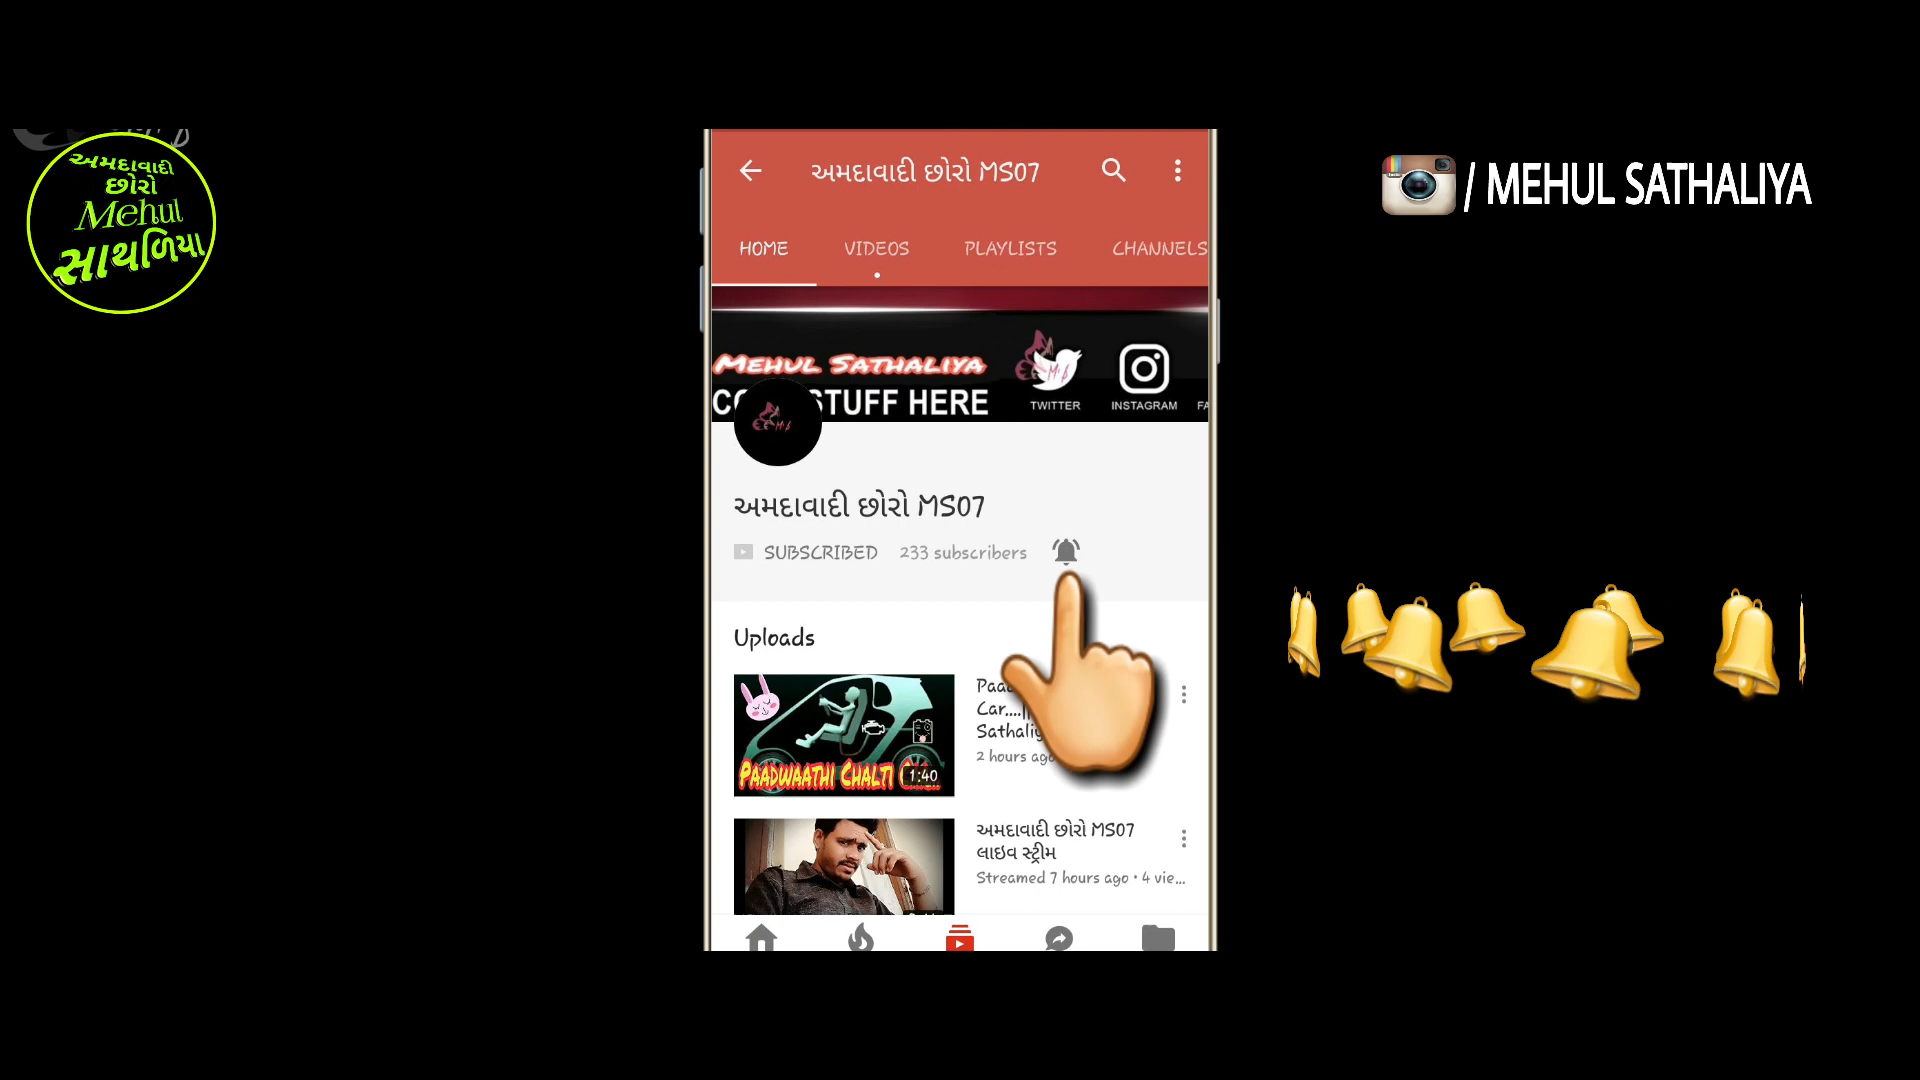 અમદાવાદી
છોરો
Mehul
સાથળિયા
અમદાવાદી છોરો MS07
HOME VIDEOS PLAYLISTS CHANNELS
MEHUL SATHALIYA
STUFF HERE
TWITTER INSTAGRAM
અમદાવાદી છોરો MS07
SUBSCRIBED 233 subscribers
Uploads
PAADWAATHI CHALTI
1:40
Car....
2 hours ago
અમદાવાદી છોરો MS07
લાઇવ સ્ટ્રીમ
Streamed 7 hours ago • 4 vie...
/ MEHUL SATHALIYA